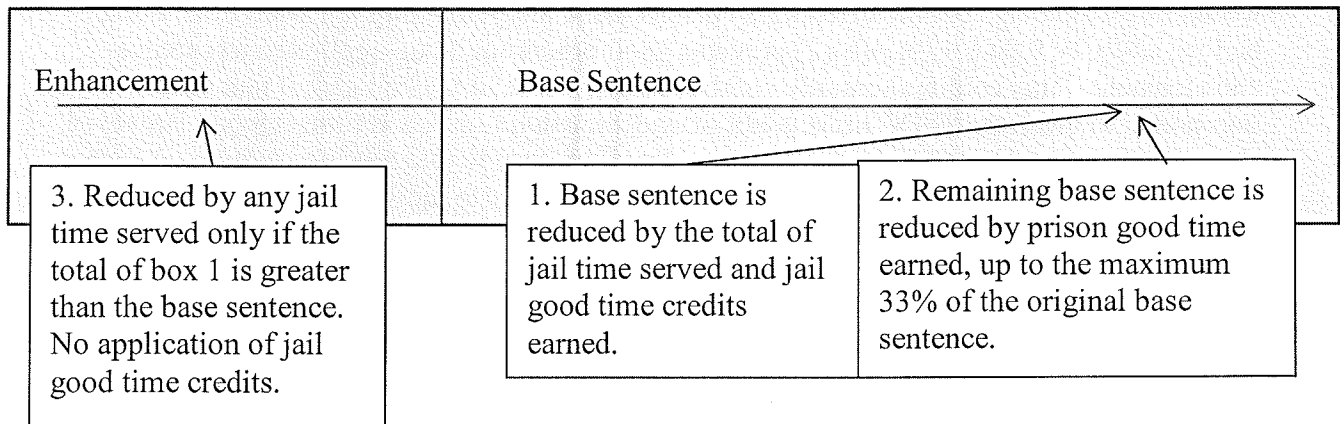 Enhancement
Base Sentence
3. Reduced by any jail
time served only if the
total of box 1 is greater
than the base sentence.
No application of jail
good time credits.
1. Base sentence is
reduced by the total of
jail time served and jail
good time credits
earned.
2. Remaining base sentence is
reduced by prison good time
earned, up to the maximum
33% of the original base
sentence.